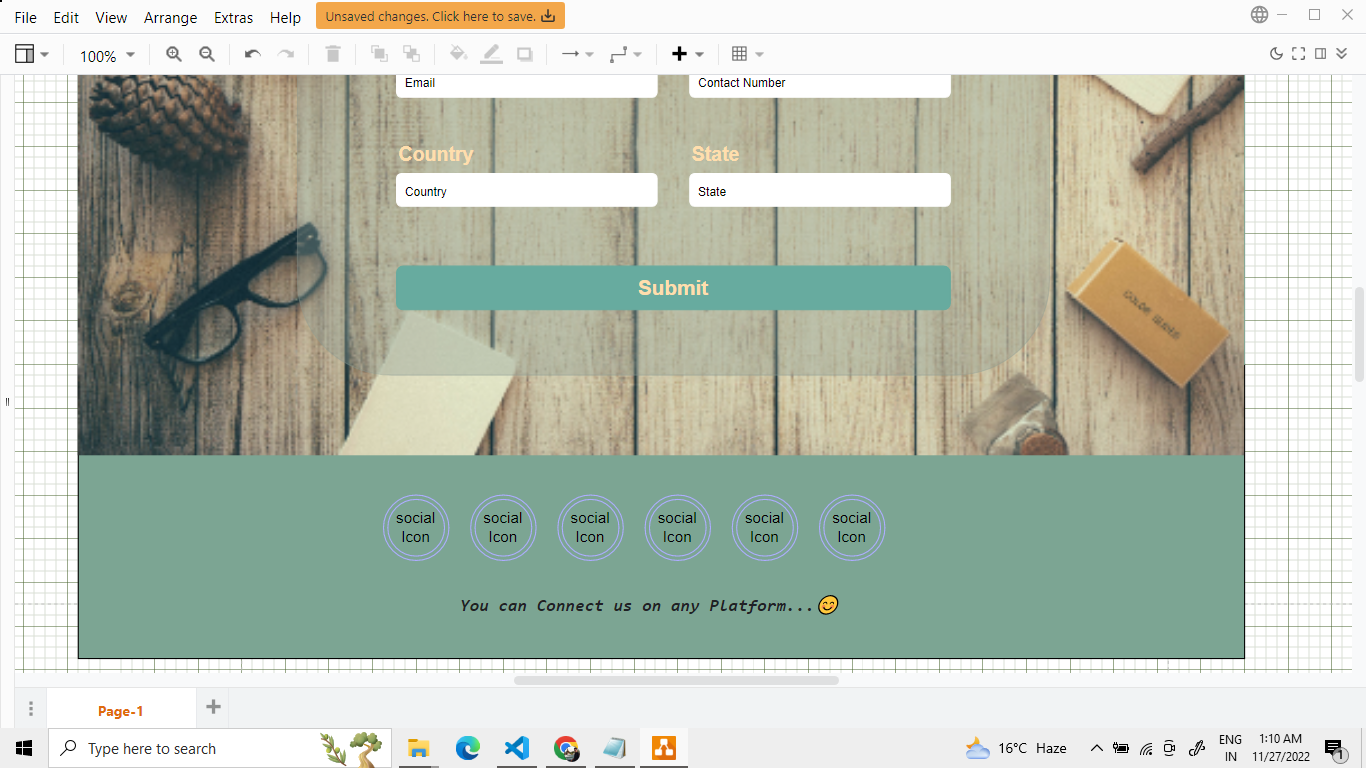 File Edit View Arrange Extras Help Unsaved changes. Click here to save.
100%
Email Contact Number
Country State
Country State
Submit
COLOR
social Icon social Icon social Icon social Icon social Icon social Icon
You can Connect us on any Platform...😊
Page-1
Type here to search
16°C Haze
ENG
IN
1:10 AM
11/27/2022
1